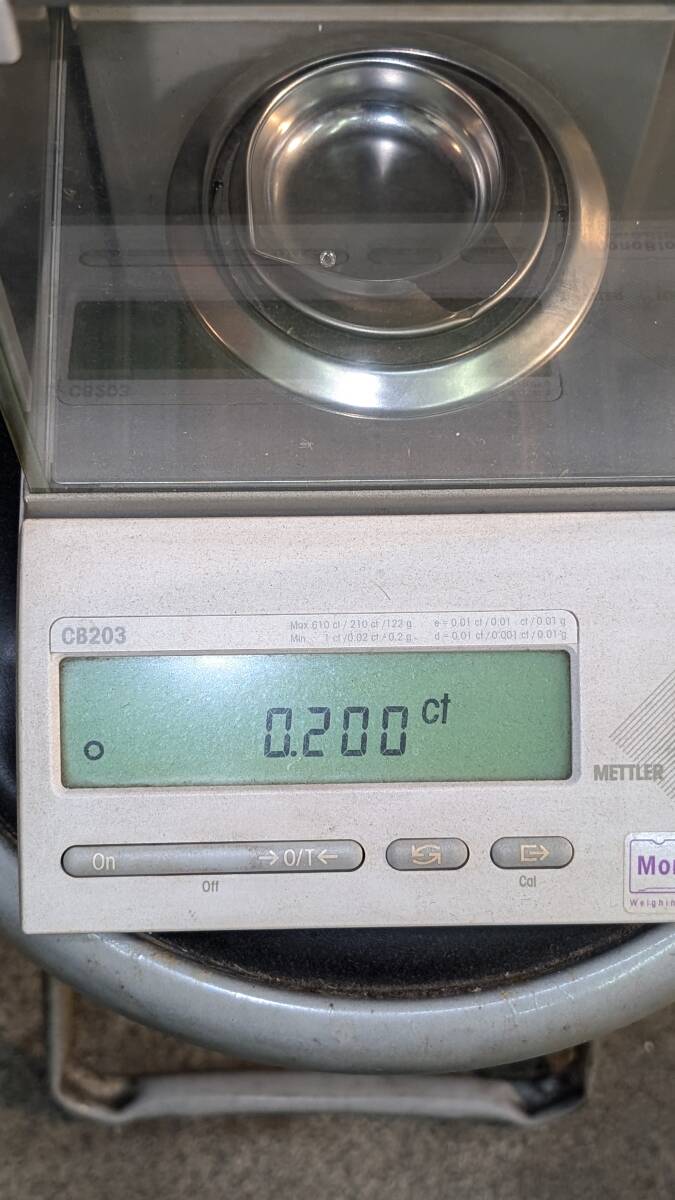 CB203
Max 610 ct / 210 ct /122 g e = 0.01 ct / 0.01 ct / 0.01 g
Min 1 ct /0.02 ct / 0.2 g d = 0.01 ct / 0.001 ct / 0.01 g
0.200 ct
METTLER
On →O/T←
Off
Cal